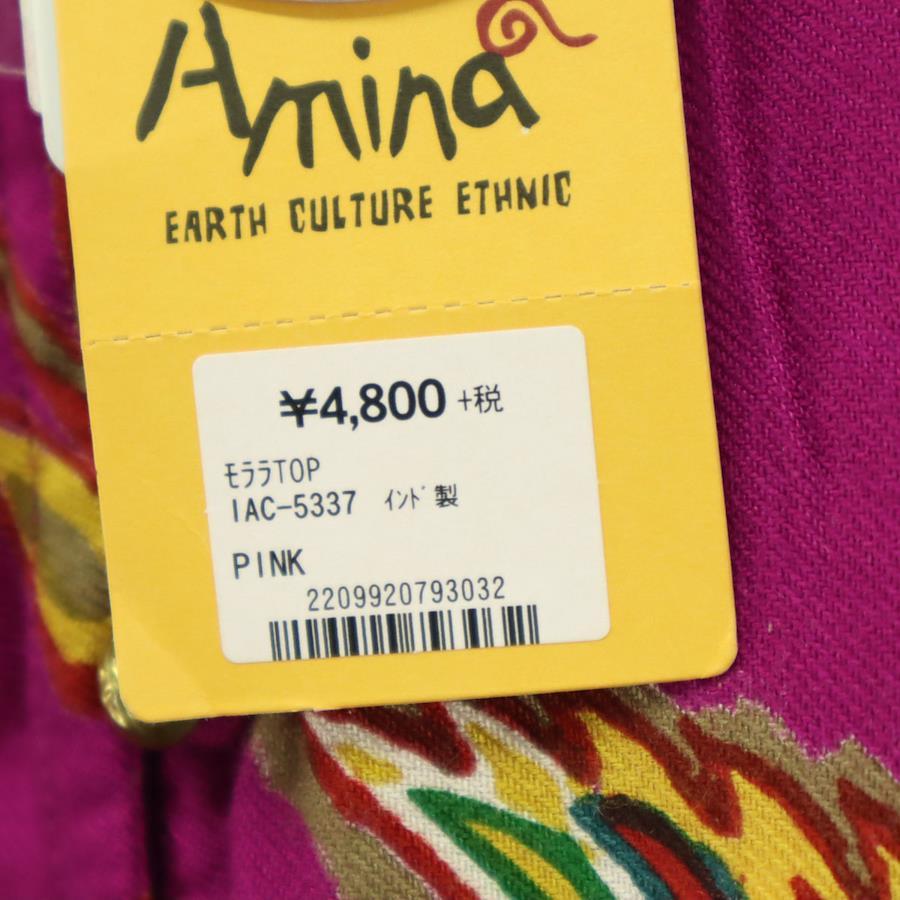 Amina
EARTH CULTURE ETHNIC
¥4,800 +税
ﾓﾗﾗTOP
IAC-5337 ｲﾝﾄﾞ製
PINK
2209920793032